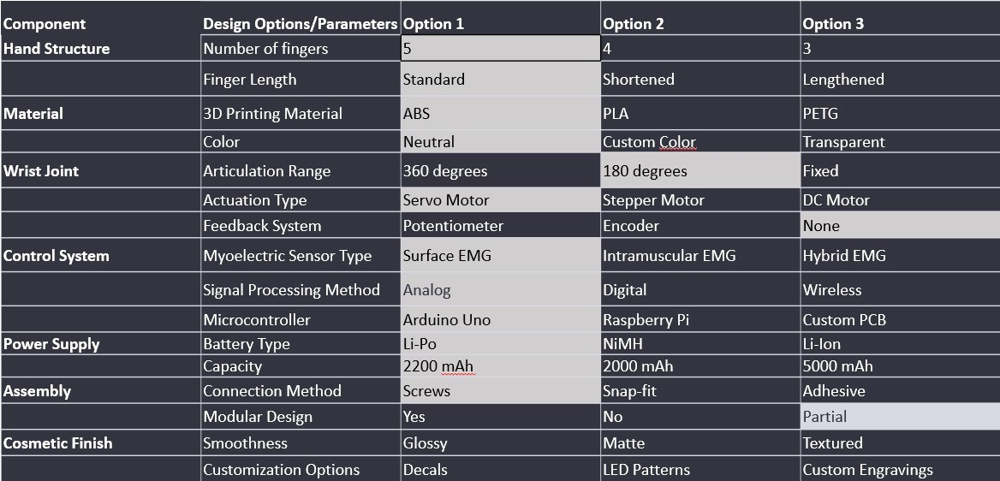 Component Design Options/Parameters Option 1 Option 2 Option 3
Hand Structure Number of fingers 5 4 3
Finger Length Standard Shortened Lengthened
Material 3D Printing Material ABS PLA PETG
Color Neutral Custom Color Transparent
Wrist Joint Articulation Range 360 degrees 180 degrees Fixed
Actuation Type Servo Motor Stepper Motor DC Motor
Feedback System Potentiometer Encoder None
Control System Myoelectric Sensor Type Surface EMG Intramuscular EMG Hybrid EMG
Signal Processing Method Analog Digital Wireless
Microcontroller Arduino Uno Raspberry Pi Custom PCB
Power Supply Battery Type Li-Po NiMH Li-Ion
Capacity 2200 mAh 2000 mAh 5000 mAh
Assembly Connection Method Screws Snap-fit Adhesive
Modular Design Yes No Partial
Cosmetic Finish Smoothness Glossy Matte Textured
Customization Options Decals LED Patterns Custom Engravings